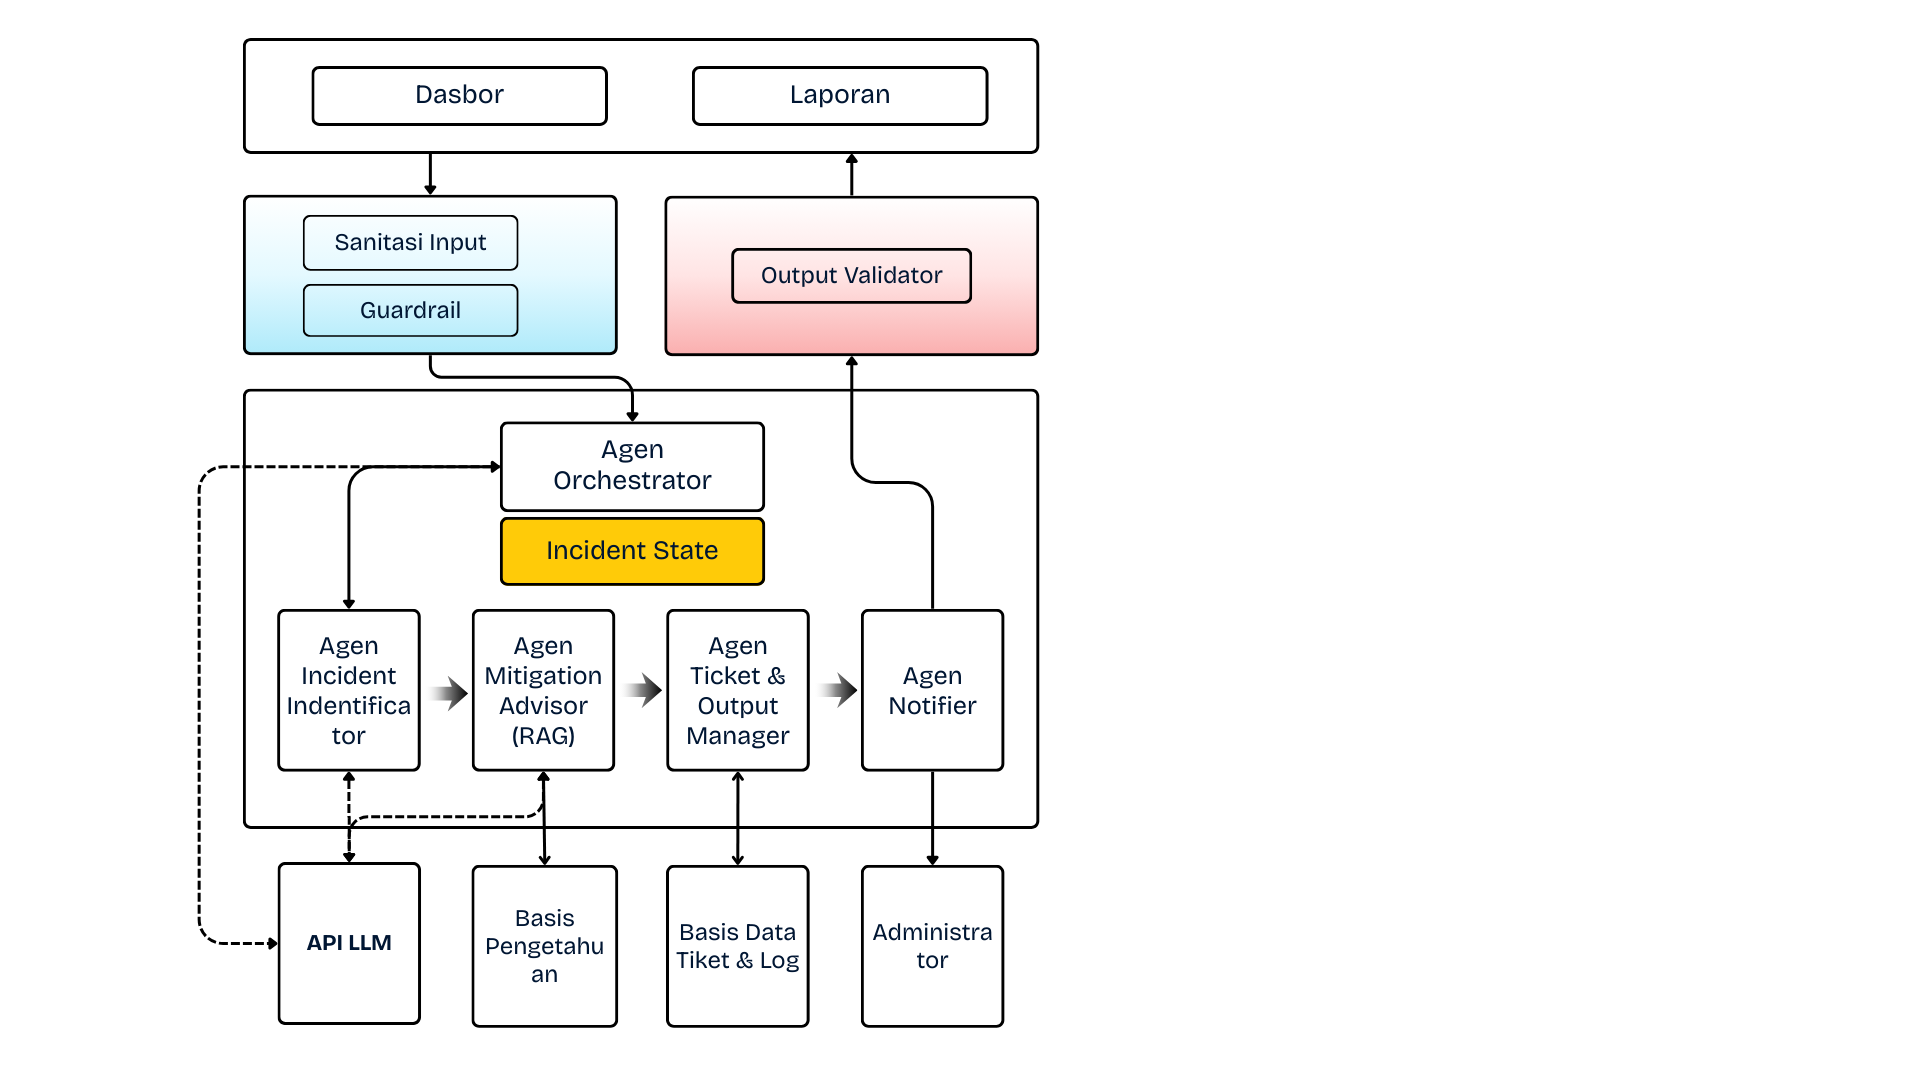 Dasbor
Laporan
Sanitasi Input
Guardrail
Output Validator
Agen
Orchestrator
Incident State
Agen
Incident
Indentifica
tor
Agen
Mitigation
Advisor
(RAG)
Agen
Ticket &
Output
Manager
Agen
Notifier
API LLM
Basis
Pengetahu
an
Basis Data
Tiket & Log
Administra
tor